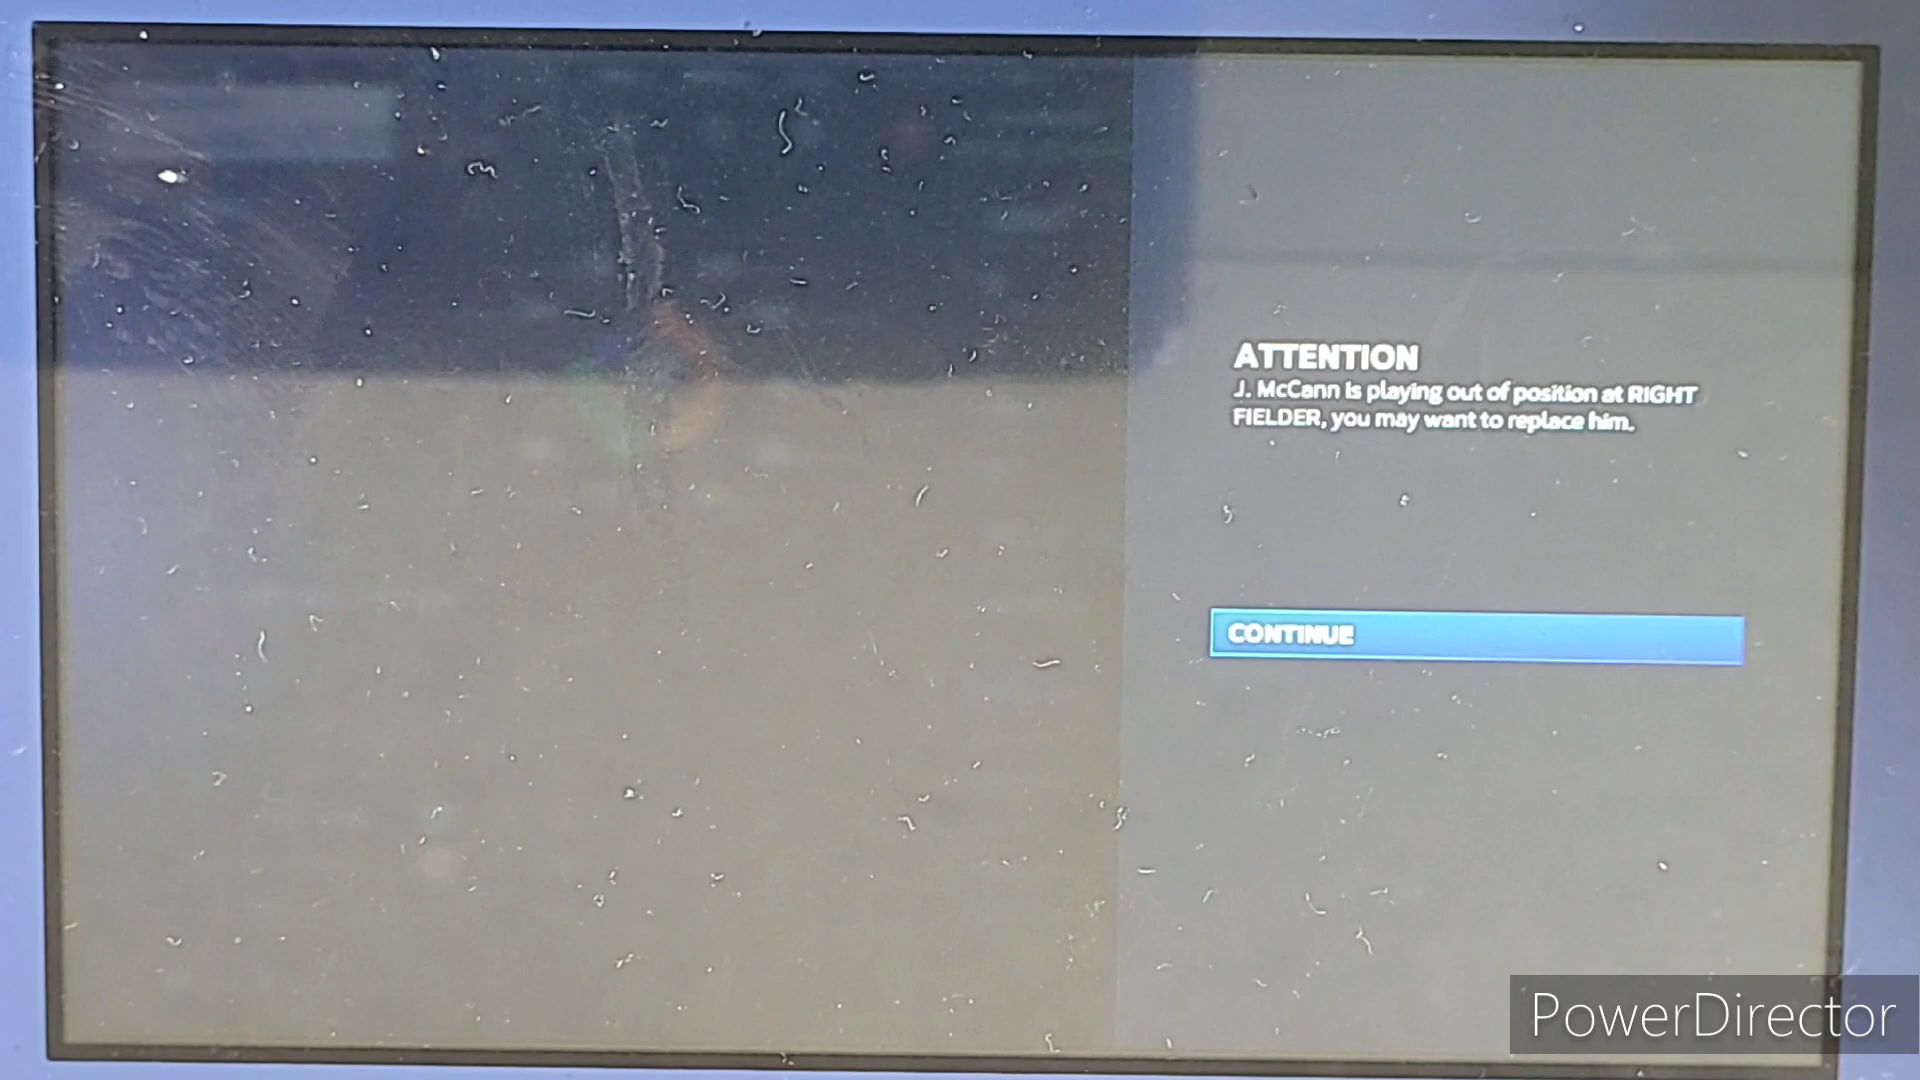 ATTENTION
J. McCann is playing out of position at RIGHT
FIELDER, you may want to replace him.
CONTINUE
PowerDirector